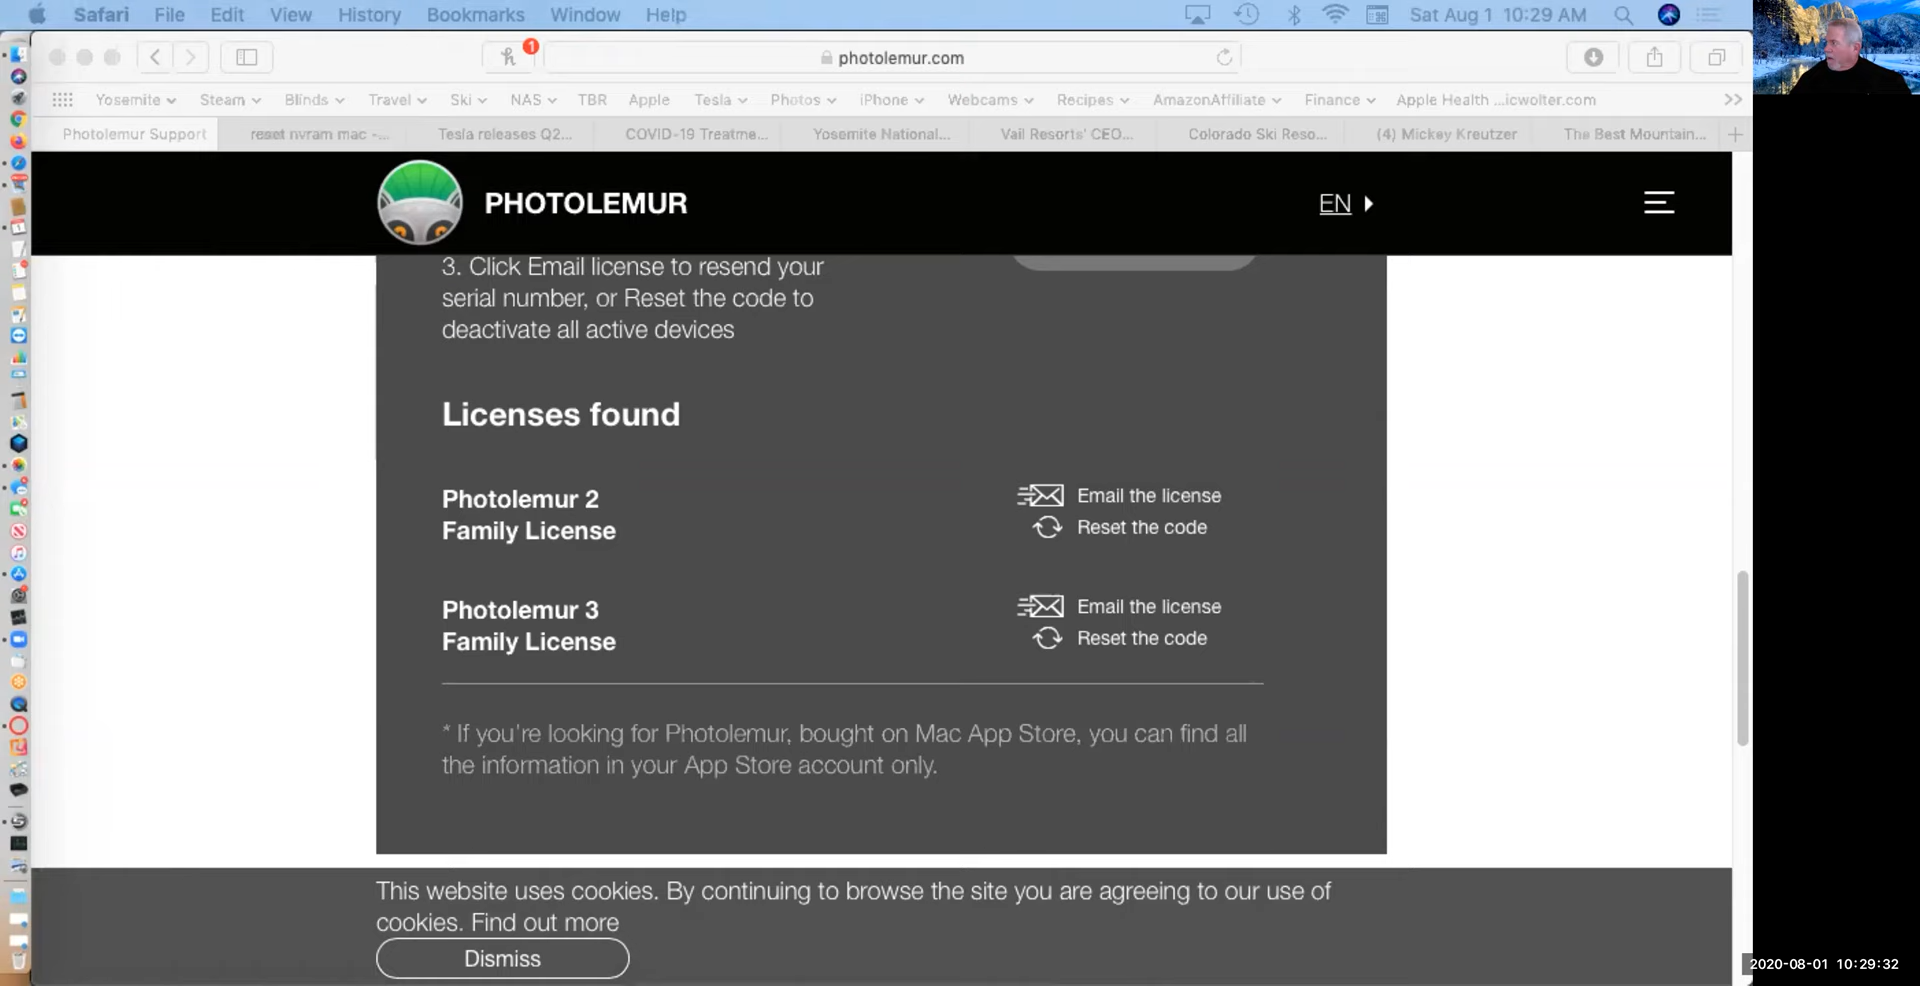 Safari File Edit View History Bookmarks Window Help Sat Aug 1 10:29 AM
1 photolemur.com
Yosemite Steam Blinds Travel Ski NAS TBR Apple Tesla Photos iPhone Webcams Recipes AmazonAffiliate Finance Apple Health ...icwolter.com
Photolemur Support reset nvram mac -... Tesla releases Q2... COVID-19 Treatme... Yosemite National... Vail Resorts' CEO... Colorado Ski Reso... (4) Mickey Kreutzer The Best Mountain...
PHOTOLEMUR EN
3. Click Email license to resend your
serial number, or Reset the code to
deactivate all active devices
Licenses found
Photolemur 2
Family License
Email the license
Reset the code
Photolemur 3
Family License
Email the license
Reset the code
* If you're looking for Photolemur, bought on Mac App Store, you can find all
the information in your App Store account only.
This website uses cookies. By continuing to browse the site you are agreeing to our use of
cookies. Find out more
Dismiss
2020-08-01 10:29:32